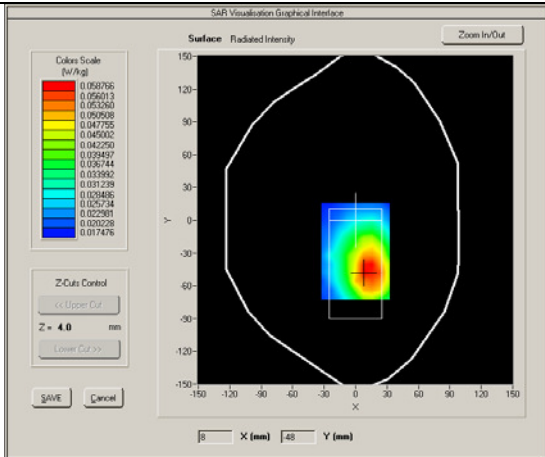 SAR Visualisation Graphical Interface
Surface Radiated Intensity
Zoom In/Out
Colors Scale
(W/kg)
0.058766
0.056013
0.053260
0.050508
0.047755
0.045002
0.042250
0.039497
0.036744
0.033992
0.031239
0.028486
0.025734
0.022981
0.020228
0.017476
Z-Cuts Control
<< Upper Cut
Z = 4.0 mm
Lower Cut >>
SAVE Cancel
150
120
90
60
30
0
-30
-60
-90
-120
-150
Y
-150 -120 -90 -60 -30 0 30 60 90 120 150
X
8 X (mm) -48 Y (mm)